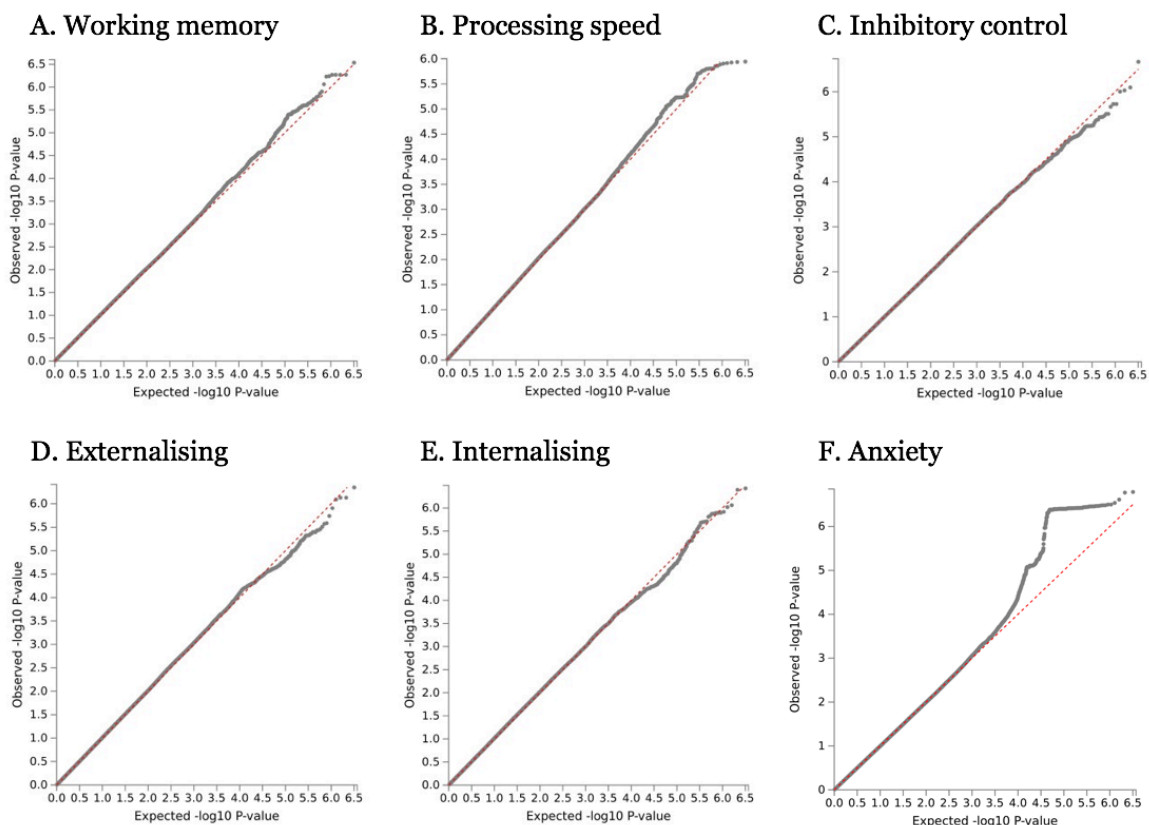 A. Working memory
B. Processing speed
C. Inhibitory control
6.5
6.0
5.5
5.0
4.5
4.0
3.5
3.0
2.5
2.0
1.5
1.0
0.5
0.0
Observed -log10 P-value
0.0 0.5 1.0 1.5 2.0 2.5 3.0 3.5 4.0 4.5 5.0 5.5 6.0 6.5
Expected -log10 P-value
6.0
5.5
5.0
4.5
4.0
3.5
3.0
2.5
2.0
1.5
1.0
0.5
0.0
Observed -log10 P-value
0.0 0.5 1.0 1.5 2.0 2.5 3.0 3.5 4.0 4.5 5.0 5.5 6.0 6.5
Expected -log10 P-value
6
5
4
3
2
1
0
Observed -log10 P-value
0.0 0.5 1.0 1.5 2.0 2.5 3.0 3.5 4.0 4.5 5.0 5.5 6.0 6.5
Expected -log10 P-value
D. Externalising
E. Internalising
F. Anxiety
6.0
5.5
5.0
4.5
4.0
3.5
3.0
2.5
2.0
1.5
1.0
0.5
0.0
Observed -log10 P-value
0.0 0.5 1.0 1.5 2.0 2.5 3.0 3.5 4.0 4.5 5.0 5.5 6.0 6.5
Expected -log10 P-value
6.0
5.5
5.0
4.5
4.0
3.5
3.0
2.5
2.0
1.5
1.0
0.5
0.0
Observed -log10 P-value
0.0 0.5 1.0 1.5 2.0 2.5 3.0 3.5 4.0 4.5 5.0 5.5 6.0 6.5
Expected -log10 P-value
6
5
4
3
2
1
0
Observed -log10 P-value
0.0 0.5 1.0 1.5 2.0 2.5 3.0 3.5 4.0 4.5 5.0 5.5 6.0 6.5
Expected -log10 P-value